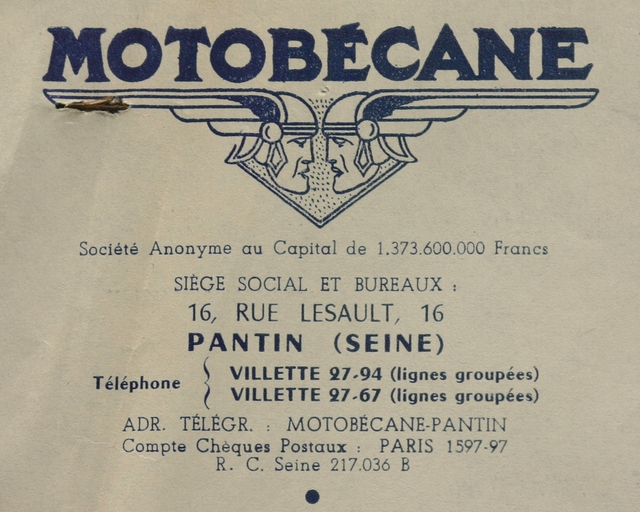 MOTOBÉCANE
Société Anonyme au Capital de 1.373.600.000 Francs
SIÈGE SOCIAL ET BUREAUX :
16, RUE LESAULT, 16
PANTIN (SEINE)
Téléphone
VILLETTE 27-94 (lignes groupées)
VILLETTE 27-67 (lignes groupées)
ADR. TÉLÉGR. : MOTOBÉCANE-PANTIN
Compte Chèques Postaux : PARIS 1597-97
R. C. Seine 217.036 B